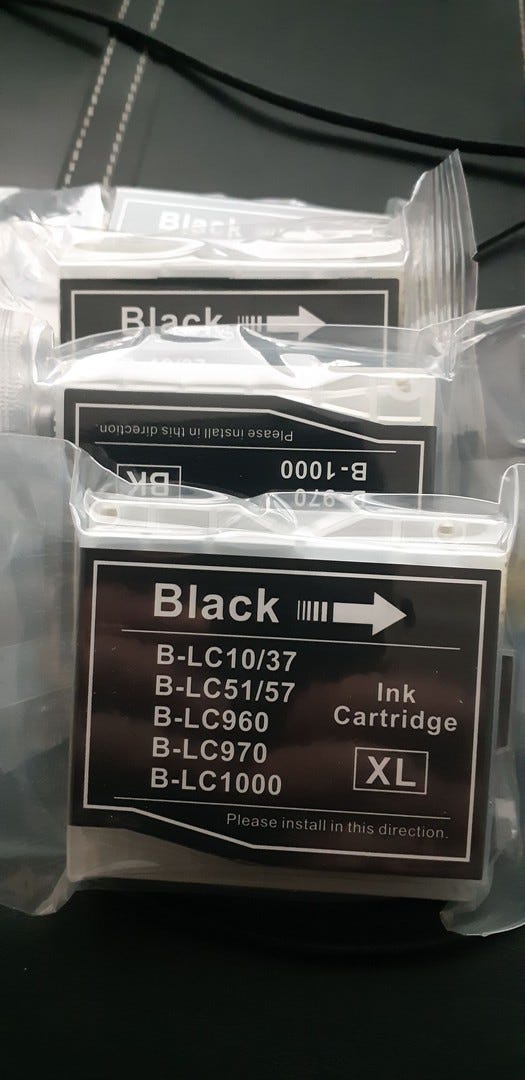 Black
Black
Please install in this direction.
B-1000
970
BK
Black
B-LC10/37
B-LC51/57
B-LC960
B-LC970
B-LC1000
Ink
Cartridge
XL
Please install in this direction.